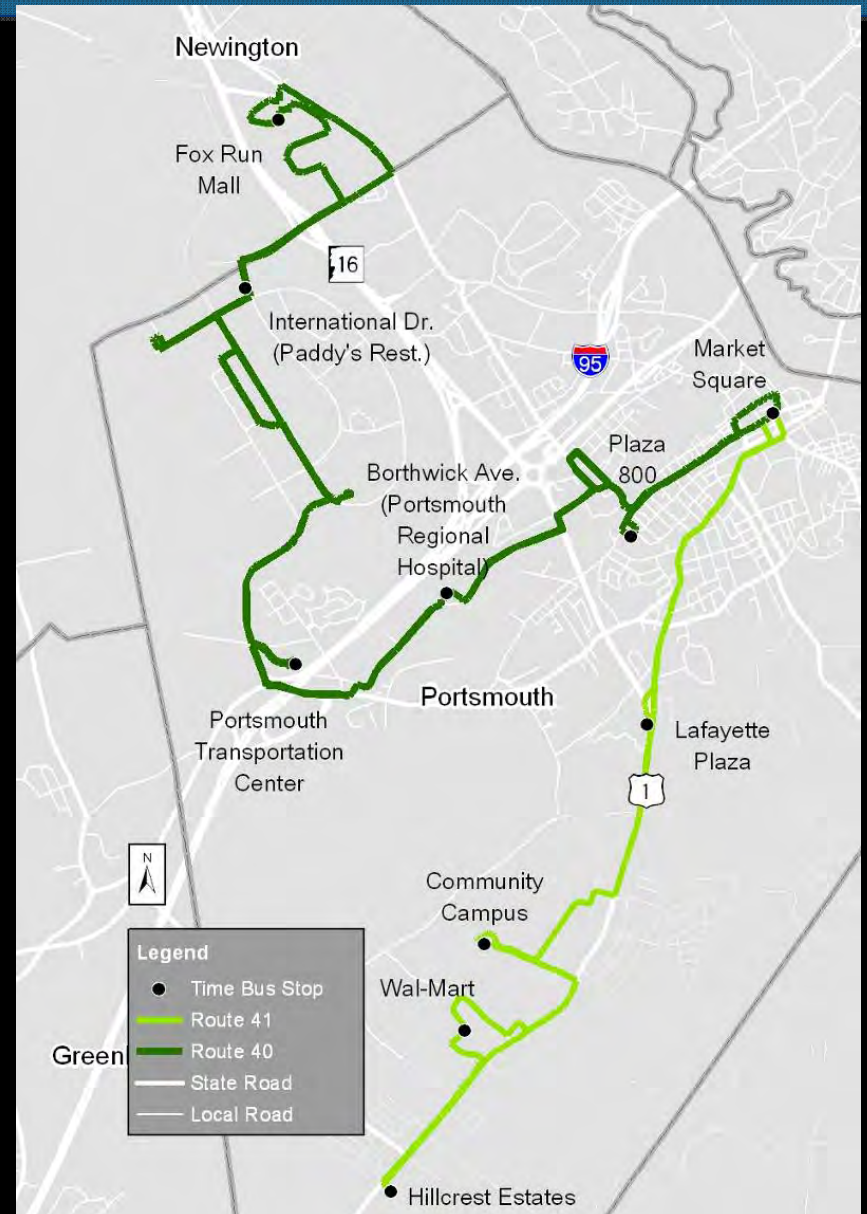 Newington
Fox Run
Mall
16
International Dr.
(Paddy's Rest.)
95
Market
Square
Plaza
800
Borthwick Ave.
(Portsmouth
Regional
Hospital)
Portsmouth
Portsmouth
Transportation
Center
Lafayette
Plaza
1
N
Community
Campus
Wal-Mart
Legend
Time Bus Stop
Route 41
Route 40
State Road
Local Road
Hillcrest Estates